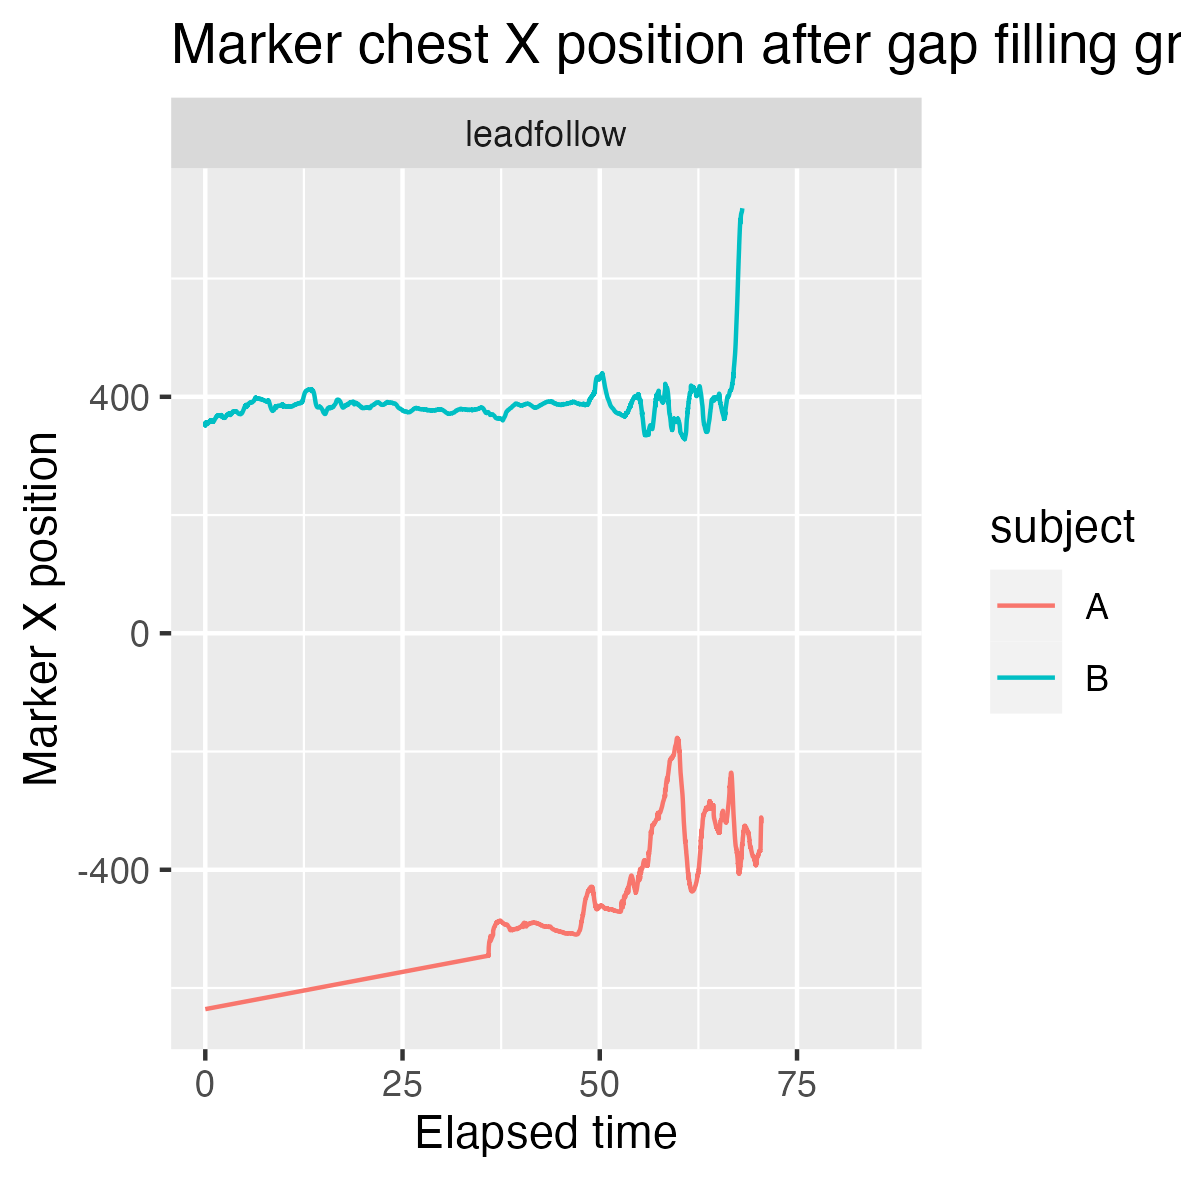 Marker chest X position after gap filling gr
leadfollow
Marker X position
400
0
-400
0 25 50 75
Elapsed time
subject
A
B